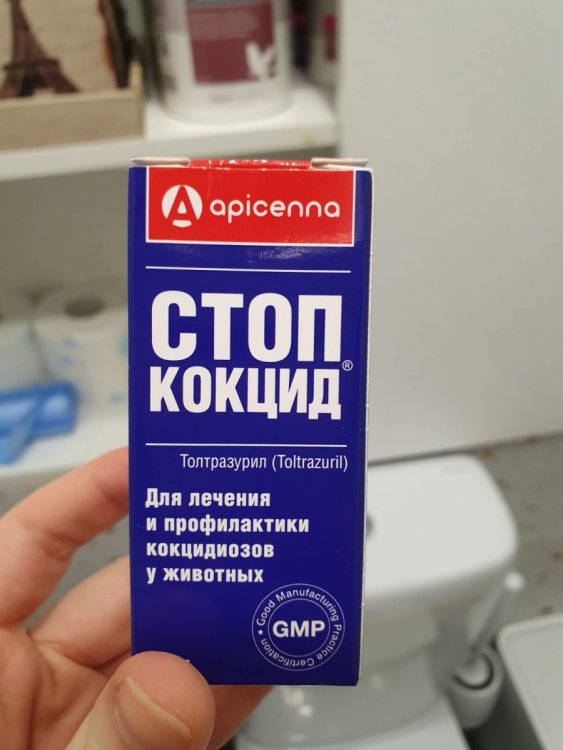 apicenna
СТОП
КОКЦИД®
Толтразурил (Toltrazuril)
Для лечения
и профилактики
кокцидиозов
у животных
Good Manufacturing
Practice Certification
GMP